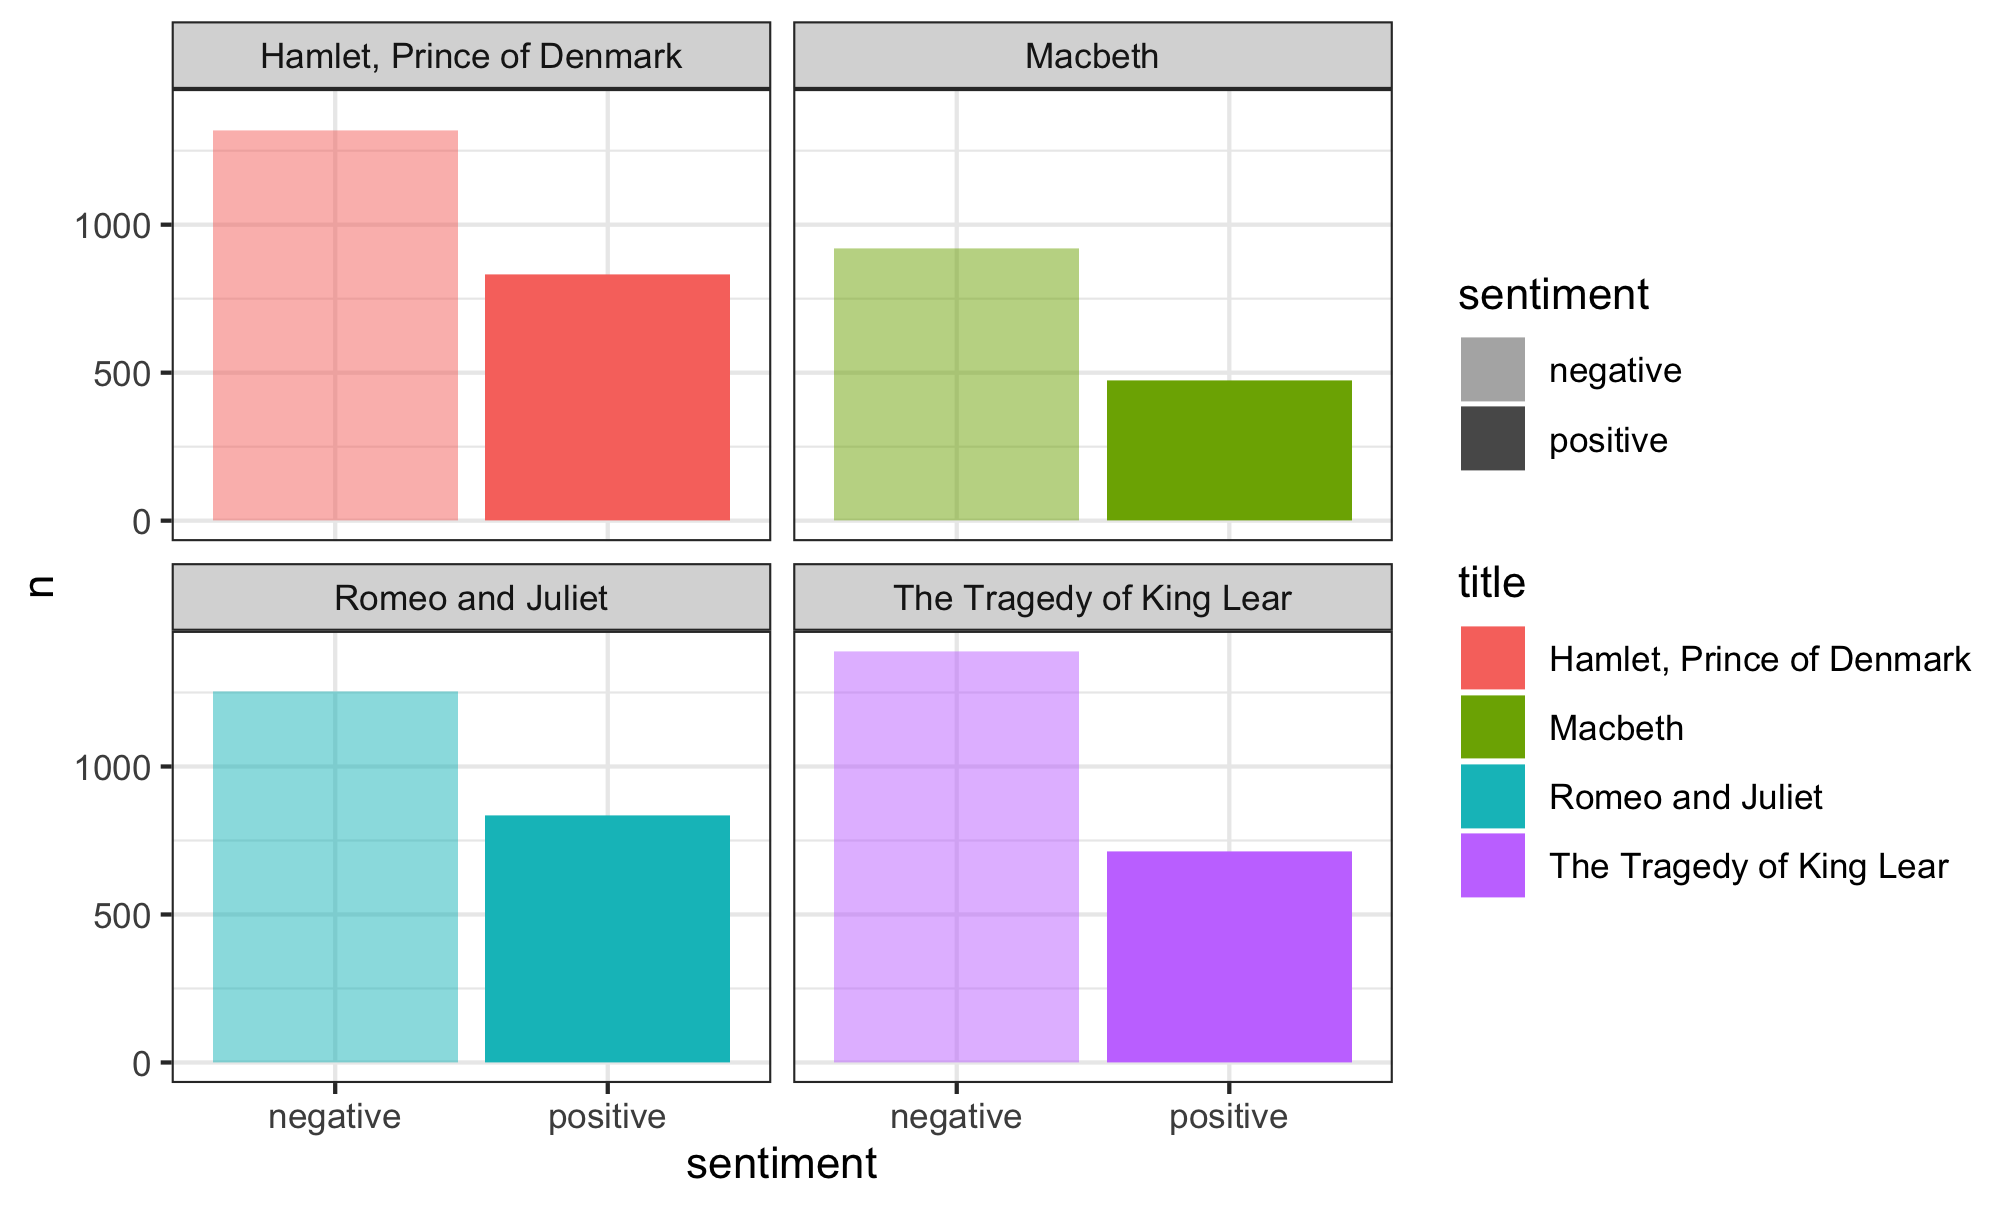 Hamlet, Prince of Denmark
Macbeth
1000
500
0
Romeo and Juliet
The Tragedy of King Lear
1000
500
0
negative
positive
negative
positive
sentiment
n
sentiment
negative
positive
title
Hamlet, Prince of Denmark
Macbeth
Romeo and Juliet
The Tragedy of King Lear